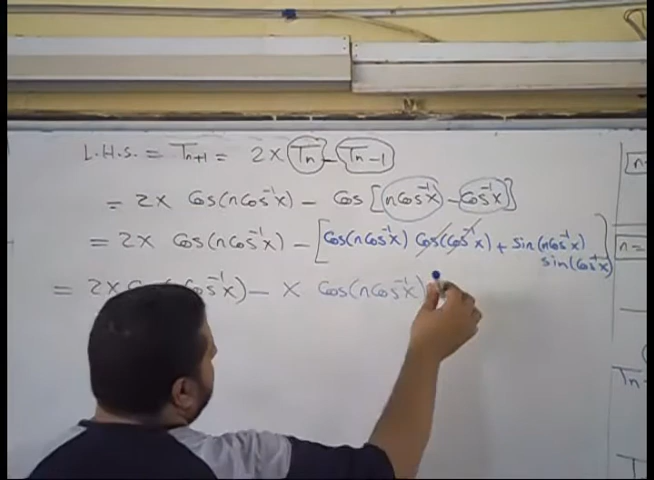 L.H.S. = Tn+1 = 2x Tn - Tn-1
= 2x Cos(nCos⁻¹x) - Cos[nCos⁻¹x - Cos⁻¹x]
= 2x Cos(nCos⁻¹x) - [Cos(nCos⁻¹x) Cos(Cos⁻¹x) + Sin(nCos⁻¹x)
Sin(Cos⁻¹x)]
= 2x Cos⁻¹x) - x Cos(nCos⁻¹x)
n=
Tn